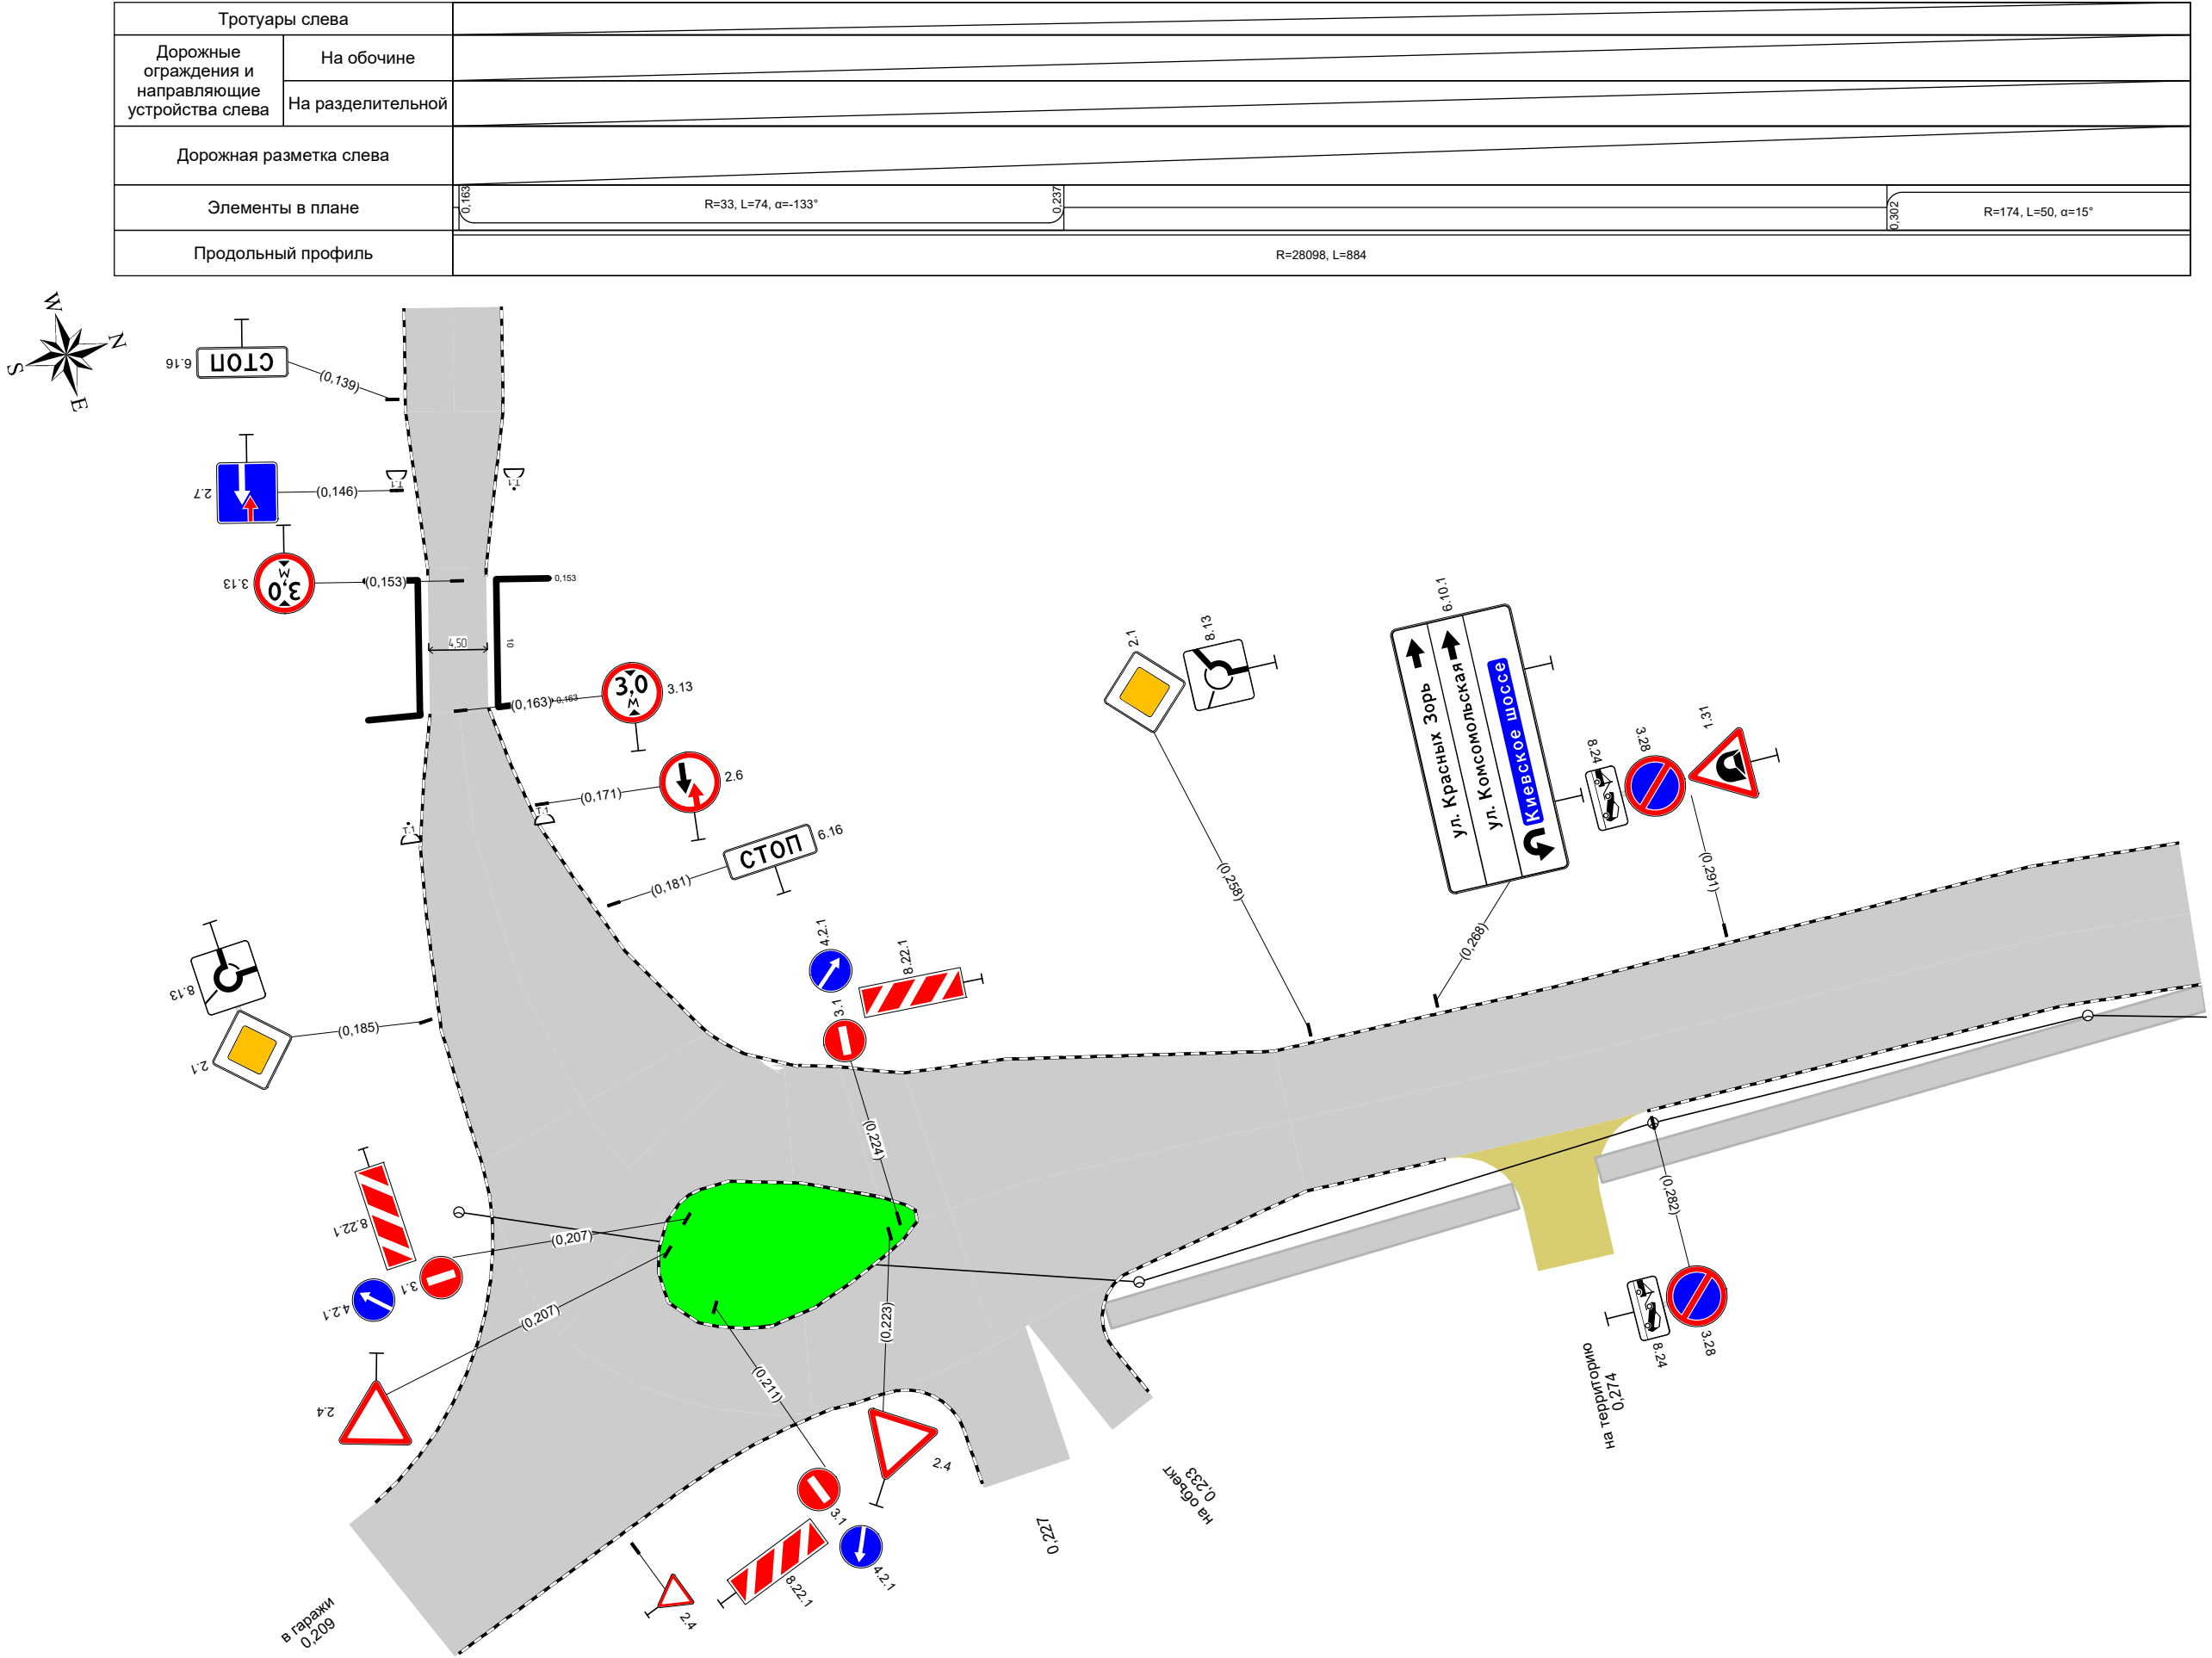 Тротуары слева
Дорожные
ограждения и
направляющие
устройства слева
На обочине
На разделительной
Дорожная разметка слева
Элементы в плане
0,163
R=33, L=74, α=-133°
0,237
0,302
R=174, L=50, α=15°
Продольный профиль
R=28098, L=884
W
N
S
E
6.16
СТОП
(0,139)
2.7
(0,146)
Т.1
Т.1
3.13
3,0
м
(0,153)
0,153
4,50
10
(0,163)
0,163
3,0
м
3.13
(0,171)
2.6
Т.1
Т.1
СТОП
6.16
(0,181)
8.13
2.1
(0,185)
4.2.1
8.22.1
3.1
(0,224)
2.1
8.13
(0,258)
6.10.1
ул. Красных Зорь
ул. Комсомольская
Киевское шоссе
(0,268)
8.24
3.28
1.31
(0,291)
8.22.1
3.1
4.2.1
(0,207)
(0,207)
2.4
(0,211)
(0,223)
2.4
3.1
8.22.1
4.2.1
2.4
(0,282)
8.24
3.28
на территорию
0,274
на объект
0,233
0,227
в гаражи
0,209